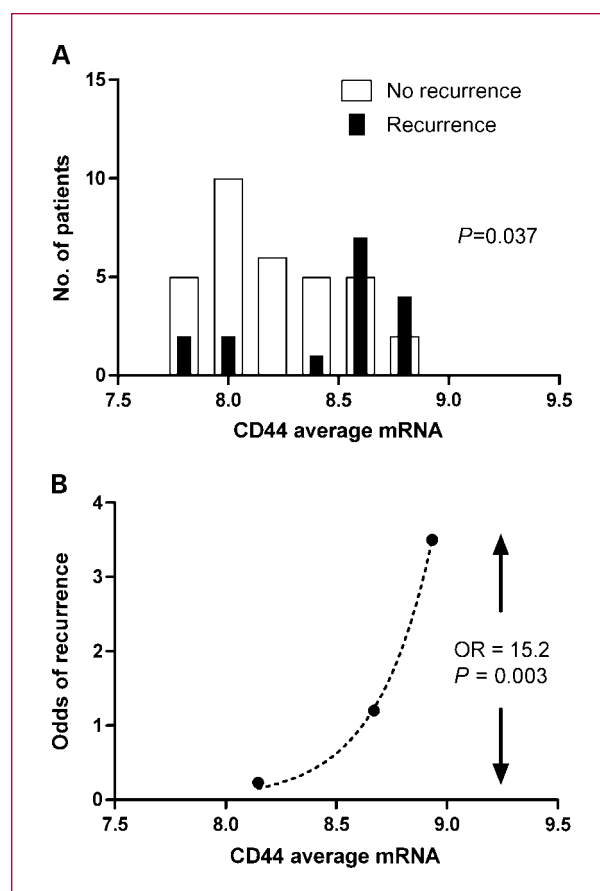 A
15
10
5
0
No. of patients
No recurrence
Recurrence
P=0.037
7.5 8.0 8.5 9.0 9.5
CD44 average mRNA
B
4
3
2
1
0
Odds of recurrence
OR = 15.2
P = 0.003
7.5 8.0 8.5 9.0 9.5
CD44 average mRNA